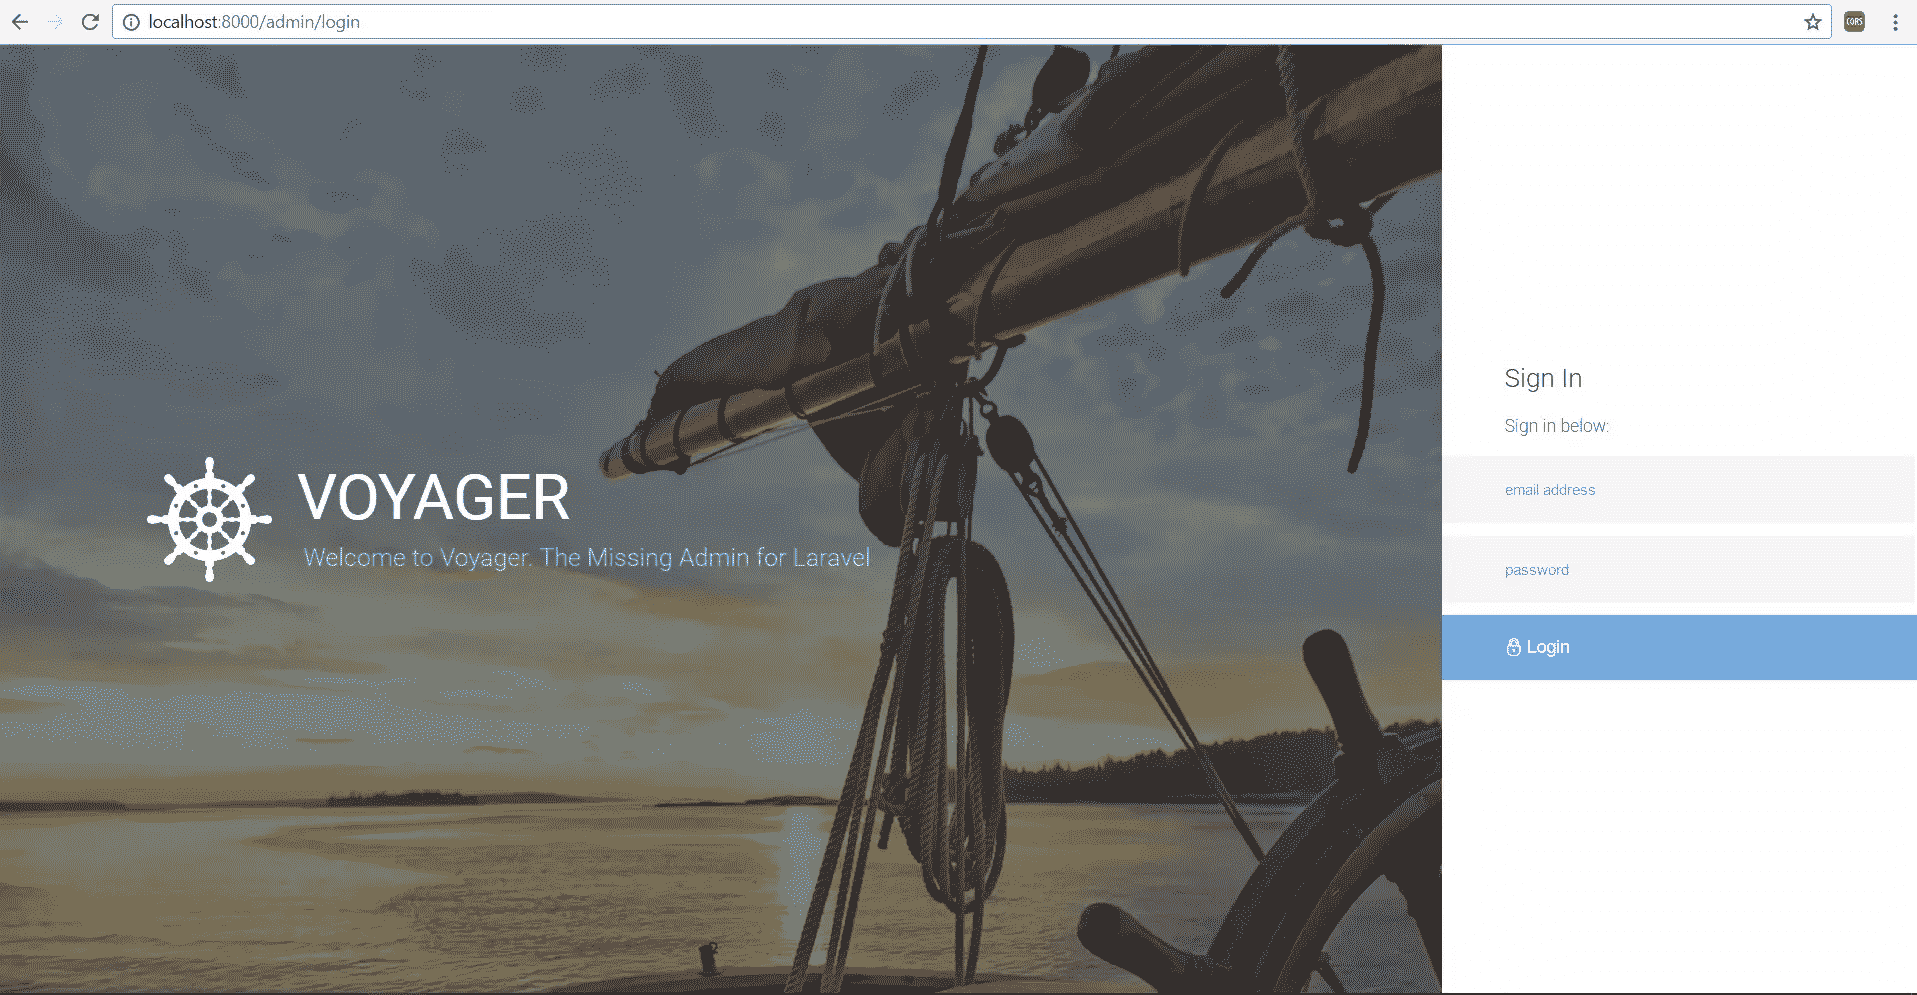 localhost:8000/admin/login
CORS
VOYAGER
Welcome to Voyager. The Missing Admin for Laravel
Sign In
Sign in below:
email address
password
Login